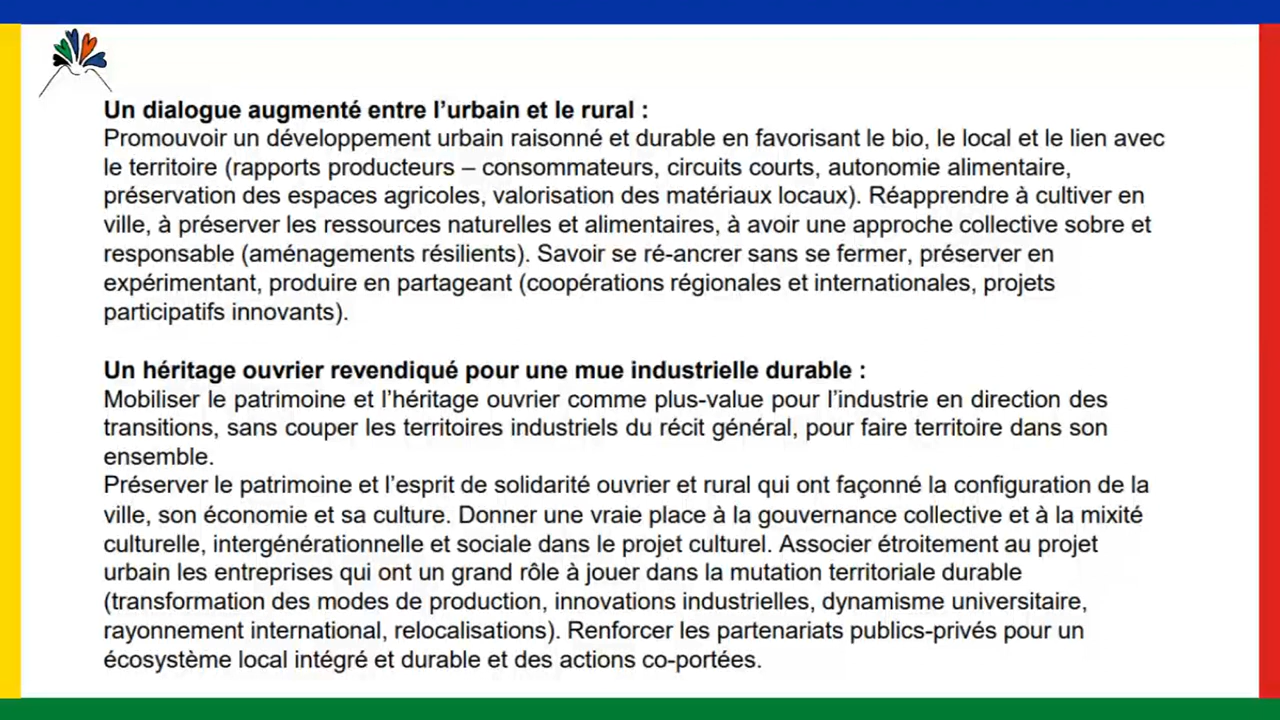 Un dialogue augmenté entre l’urbain et le rural :
Promouvoir un développement urbain raisonné et durable en favorisant le bio, le local et le lien avec
le territoire (rapports producteurs – consommateurs, circuits courts, autonomie alimentaire,
préservation des espaces agricoles, valorisation des matériaux locaux). Réapprendre à cultiver en
ville, à préserver les ressources naturelles et alimentaires, à avoir une approche collective sobre et
responsable (aménagements résilients). Savoir se ré-ancrer sans se fermer, préserver en
expérimentant, produire en partageant (coopérations régionales et internationales, projets
participatifs innovants).
Un héritage ouvrier revendiqué pour une mue industrielle durable :
Mobiliser le patrimoine et l’héritage ouvrier comme plus-value pour l’industrie en direction des
transitions, sans couper les territoires industriels du récit général, pour faire territoire dans son
ensemble.
Préserver le patrimoine et l’esprit de solidarité ouvrier et rural qui ont façonné la configuration de la
ville, son économie et sa culture. Donner une vraie place à la gouvernance collective et à la mixité
culturelle, intergénérationnelle et sociale dans le projet culturel. Associer étroitement au projet
urbain les entreprises qui ont un grand rôle à jouer dans la mutation territoriale durable
(transformation des modes de production, innovations industrielles, dynamisme universitaire,
rayonnement international, relocalisations). Renforcer les partenariats publics-privés pour un
écosystème local intégré et durable et des actions co-portées.